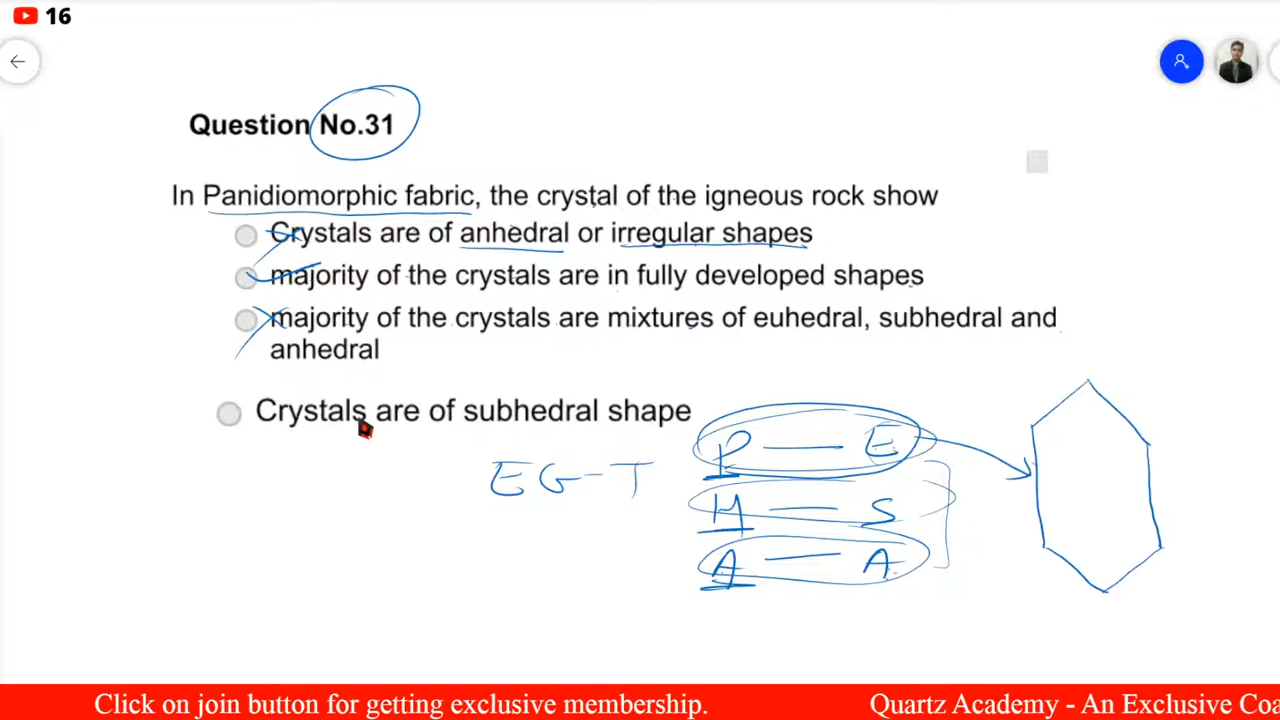 16
Question No.31
In Panidiomorphic fabric, the crystal of the igneous rock show
Crystals are of anhedral or irregular shapes
majority of the crystals are in fully developed shapes
majority of the crystals are mixtures of euhedral, subhedral and
anhedral
Crystals are of subhedral shape
P — E
EG-T
H — S
A — A
Click on join button for getting exclusive membership. Quartz Academy - An Exclusive Coa